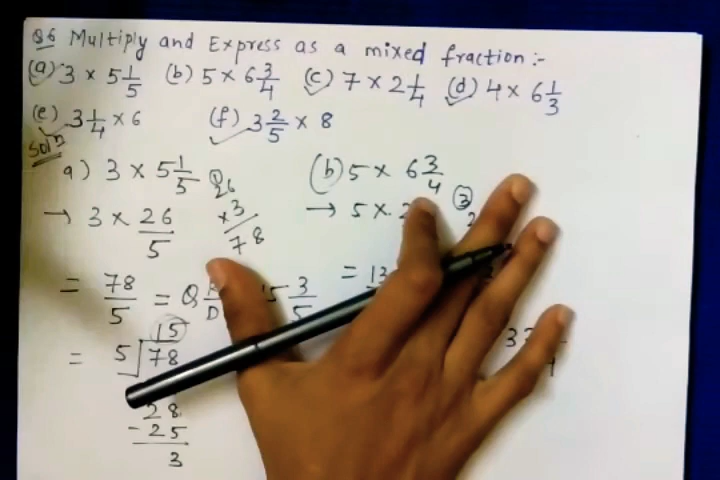 Q6 Multiply and Express as a mixed fraction:-
(a) 3 × 5 1/5 (b) 5 × 6 3/4 (c) 7 × 2 1/4 (d) 4 × 6 1/3
(e) 3 1/4 × 6 (f) 3 2/5 × 8
Soln
a) 3 × 5 1/5
→ 3 × 26/5
26
×3
78
= 78/5 = Q R/D 15 3/5
15
= 5 78
28
-25
3
(b) 5 × 6 3/4
→ 5 ×
= 13